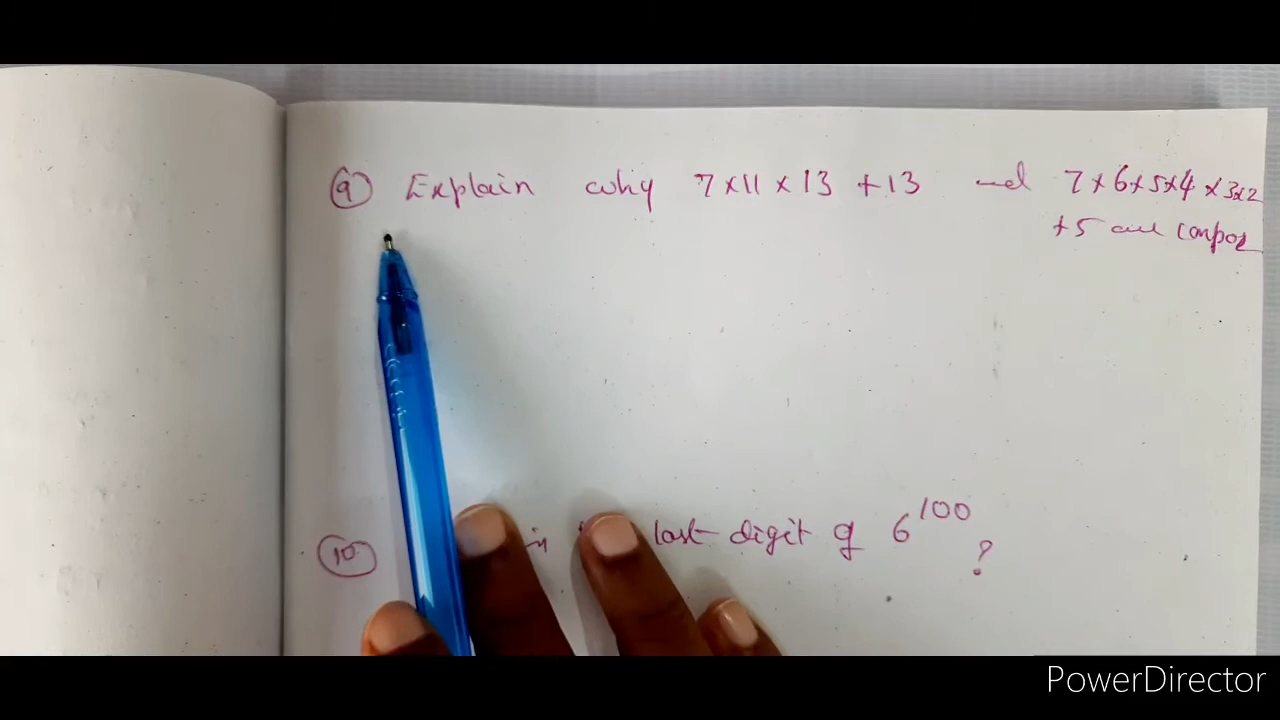 9 Explain why 7×11×13 +13 and 7×6×5×4×3×2
+5 are compos
10 last digit of 6^100 ?
PowerDirector